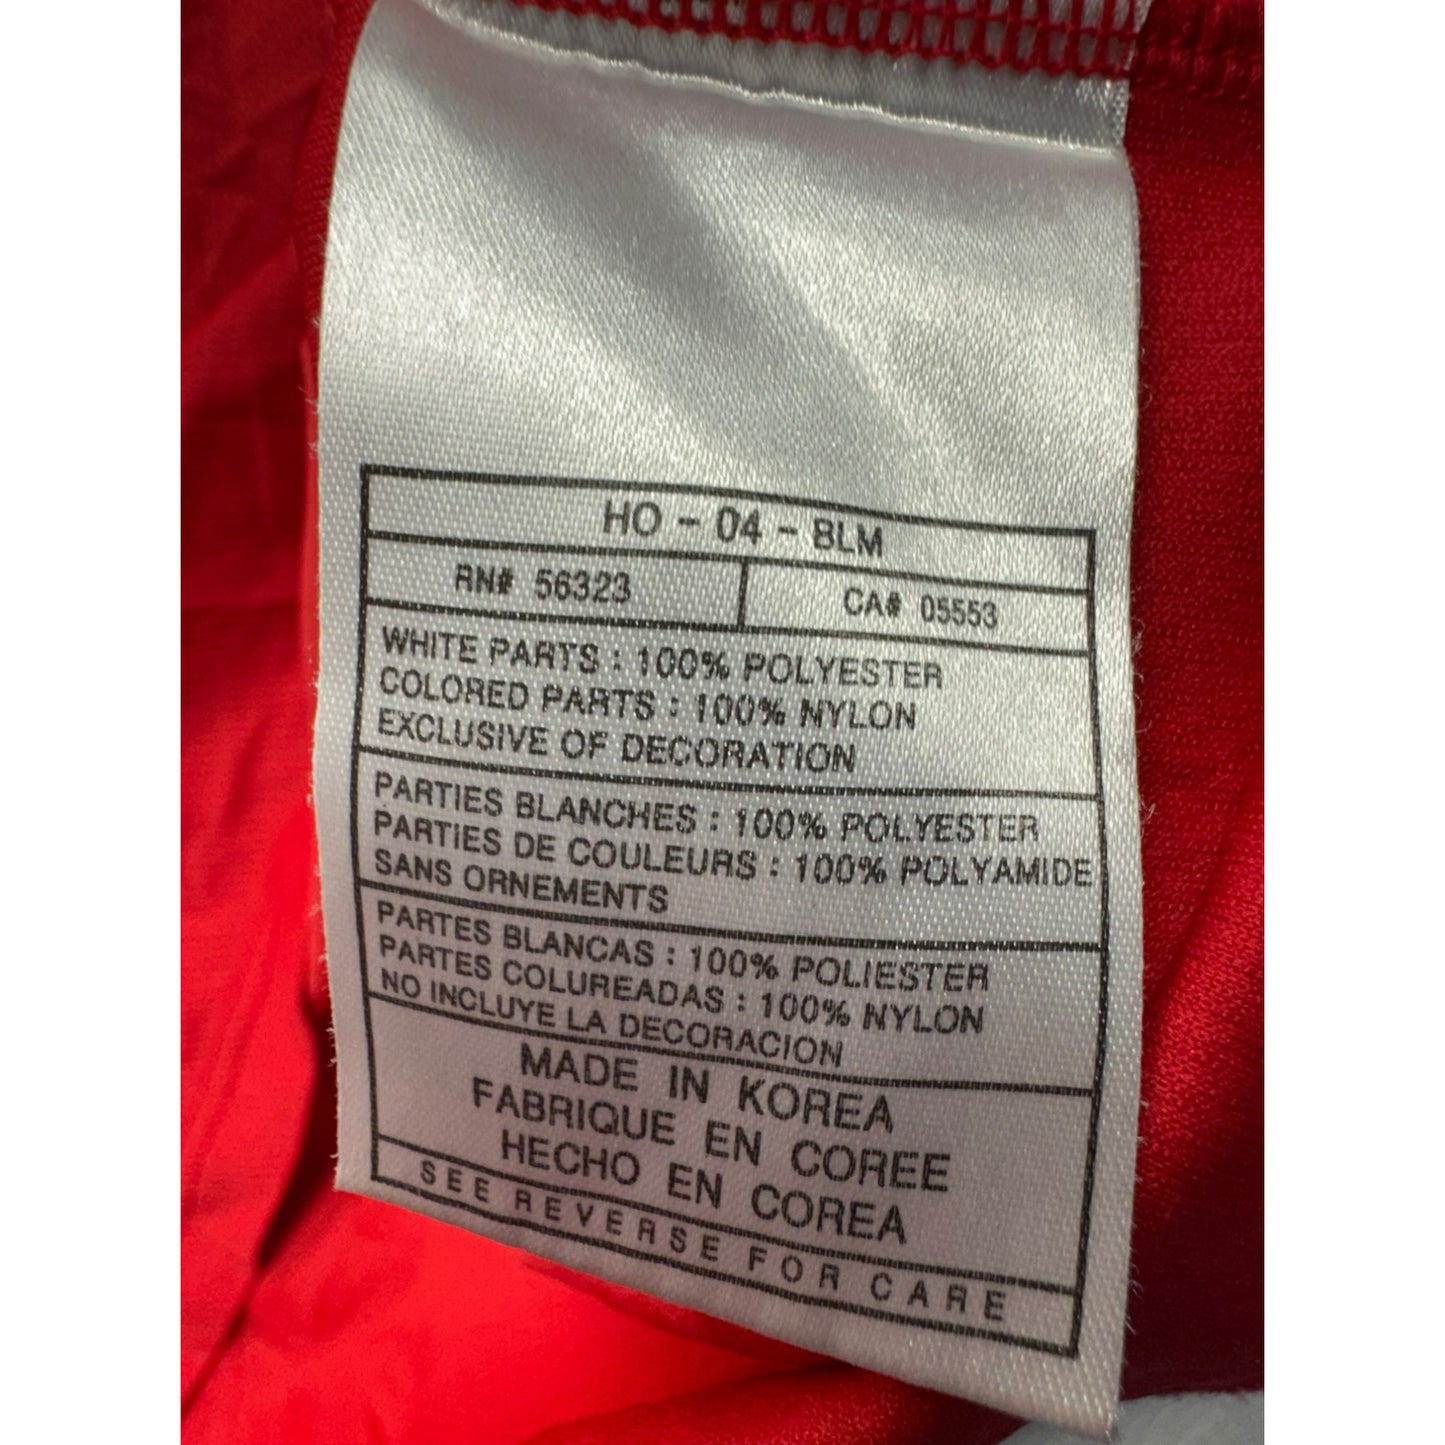 HO - 04 - BLM
RN# 56323
CA# 05553
WHITE PARTS : 100% POLYESTER
COLORED PARTS : 100% NYLON
EXCLUSIVE OF DECORATION
PARTIES BLANCHES : 100% POLYESTER
PARTIES DE COULEURS : 100% POLYAMIDE
SANS ORNEMENTS
PARTES BLANCAS : 100% POLIESTER
PARTES COLUREADAS : 100% NYLON
NO INCLUYE LA DECORACION
MADE IN KOREA
FABRIQUE EN COREE
HECHO EN COREA
SEE REVERSE FOR CARE